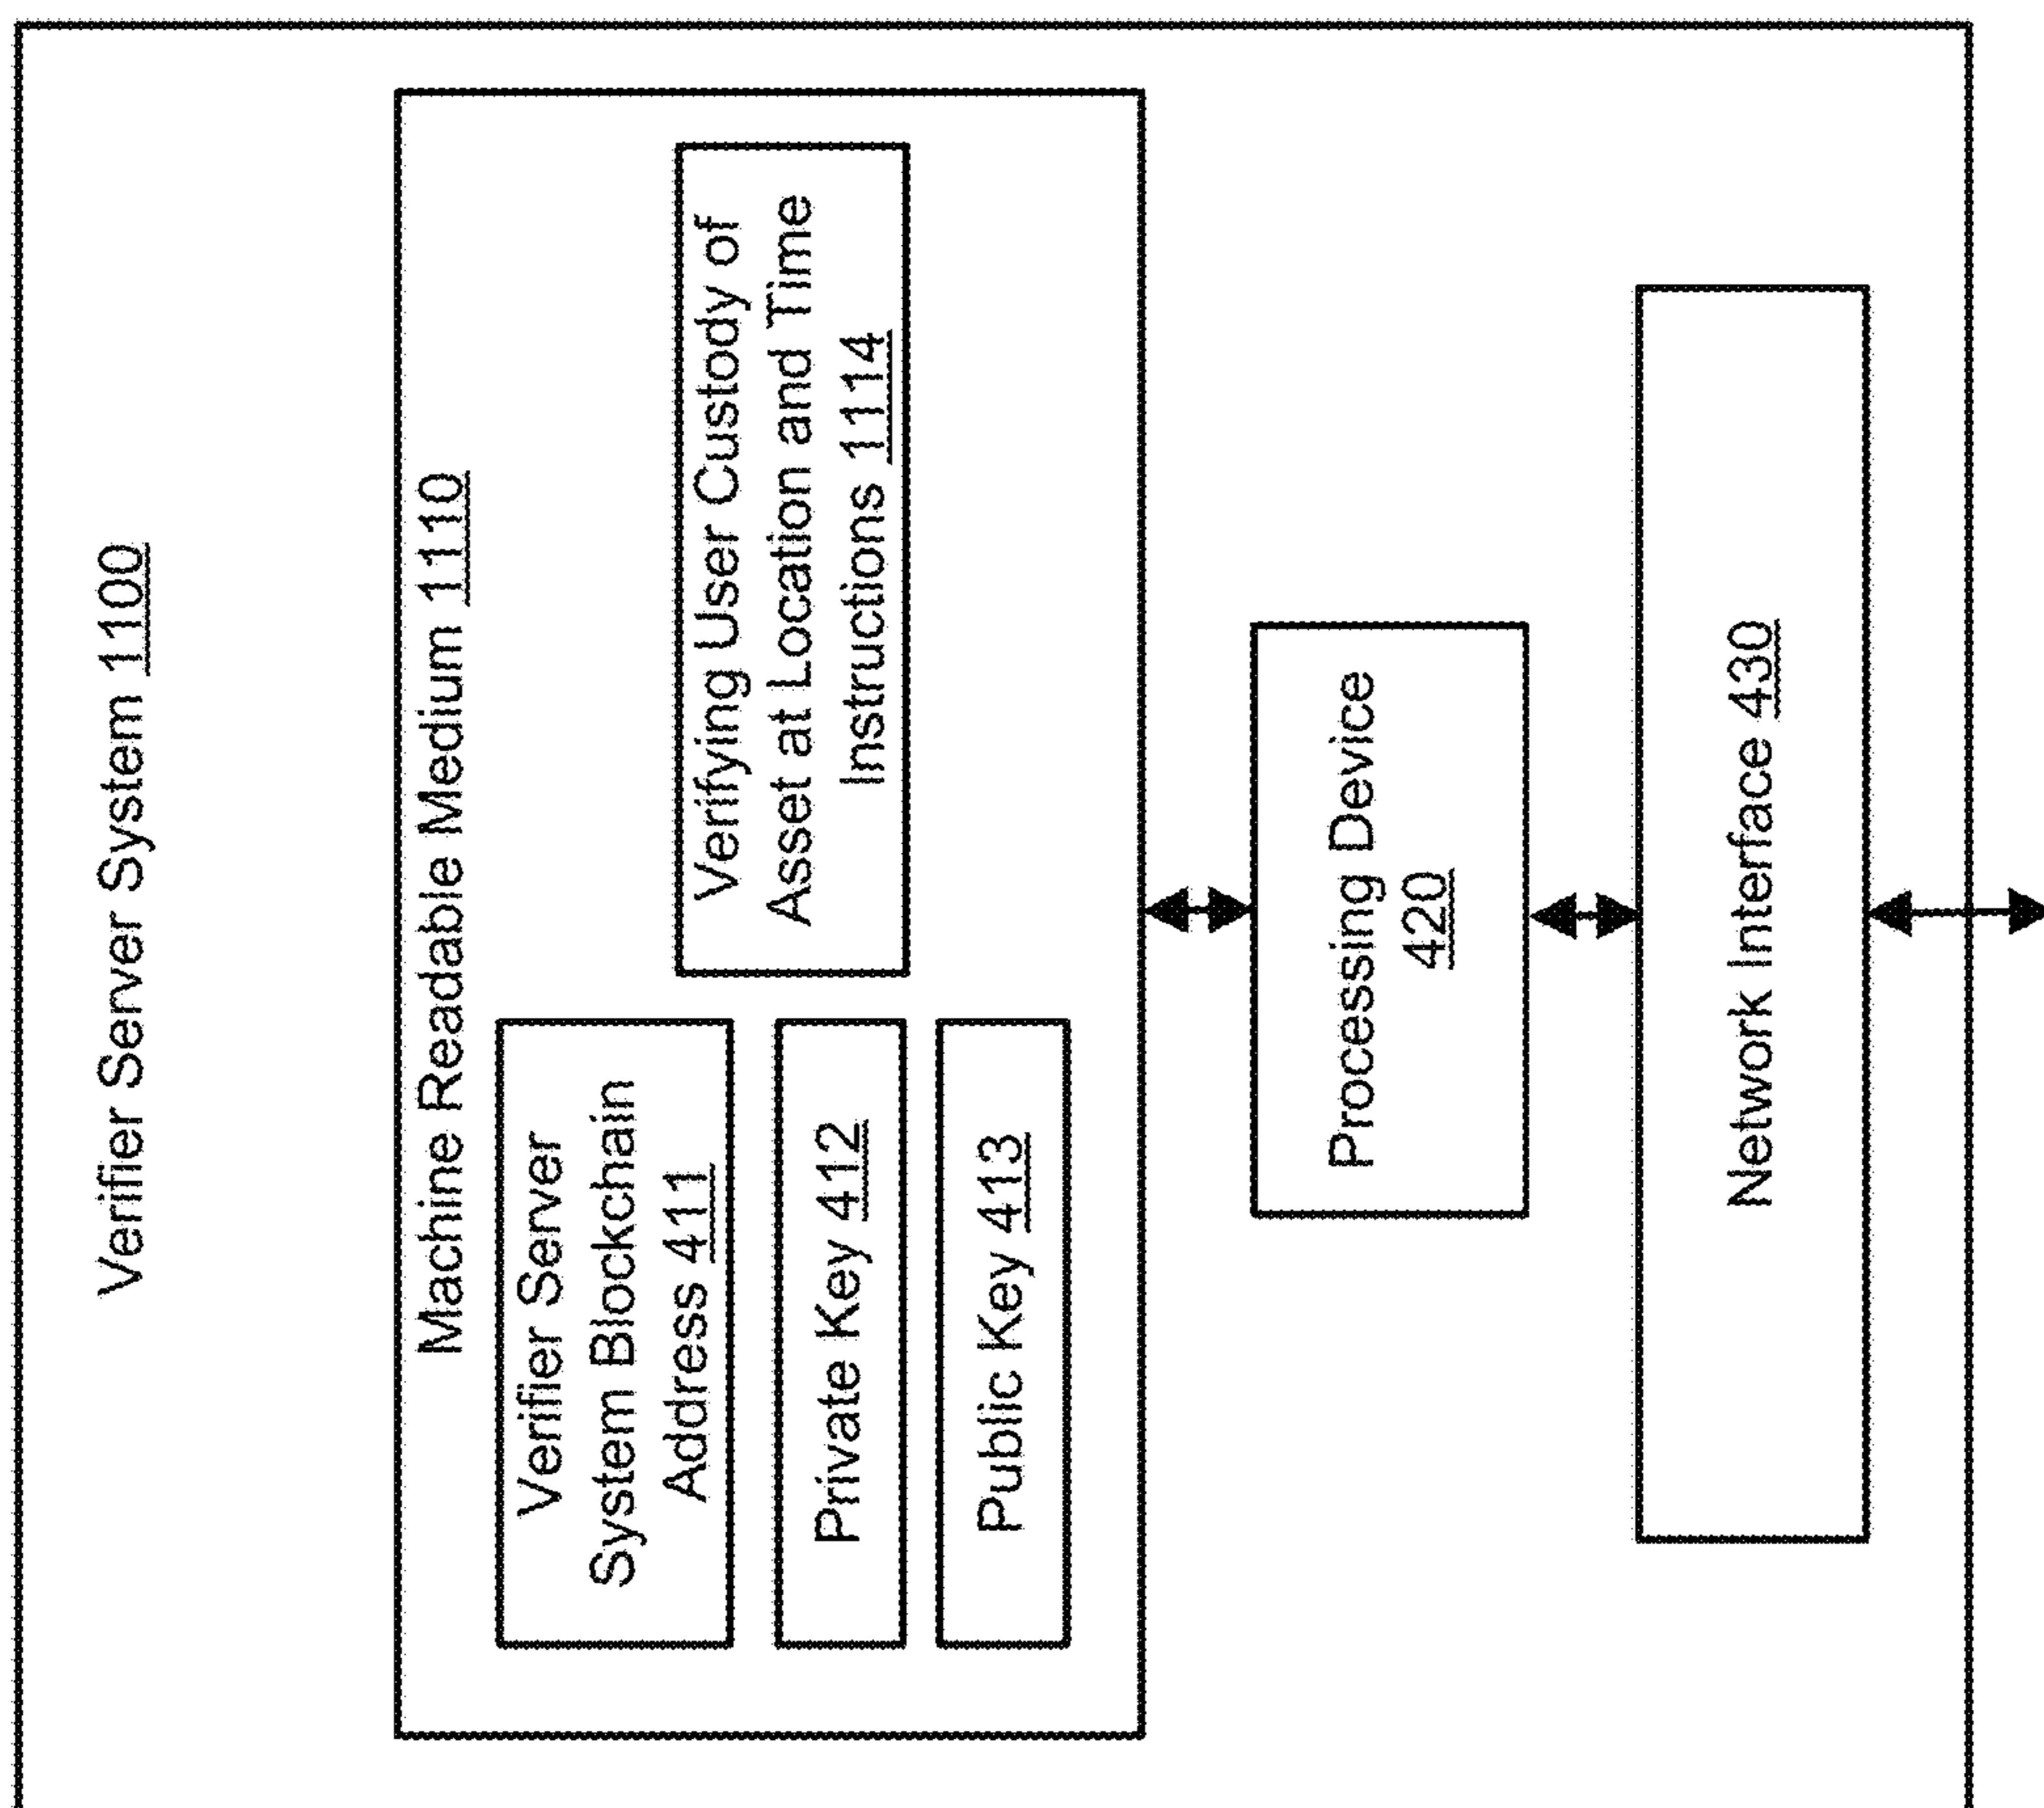 Verifier Server System 1100
Machine Readable Medium 1110
Verifier Server
System Blockchain
Address 411
Private Key 412
Public Key 413
Verifying User Custody of
Asset at Location and Time
Instructions 1114
Processing Device
420
Network Interface 430